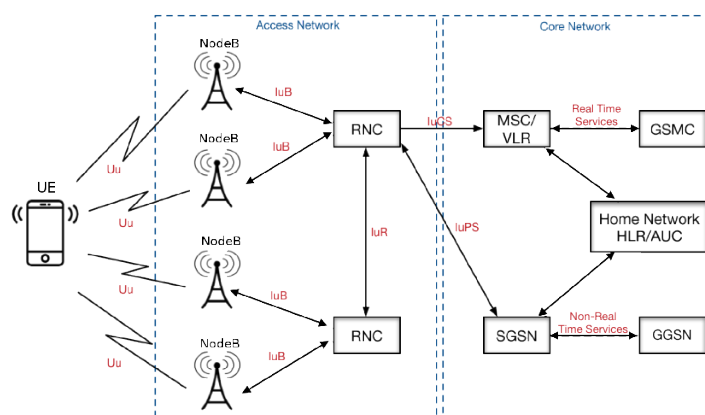 Access Network
Core Network
NodeB
IuB
RNC
IuCS
MSC/
VLR
Real Time
Services
GSMC
Uu
NodeB
IuB
UE
Uu
IuR
IuPS
Home Network
HLR/AUC
NodeB
Uu
IuB
RNC
SGSN
Non-Real
Time Services
GGSN
Uu
NodeB
IuB